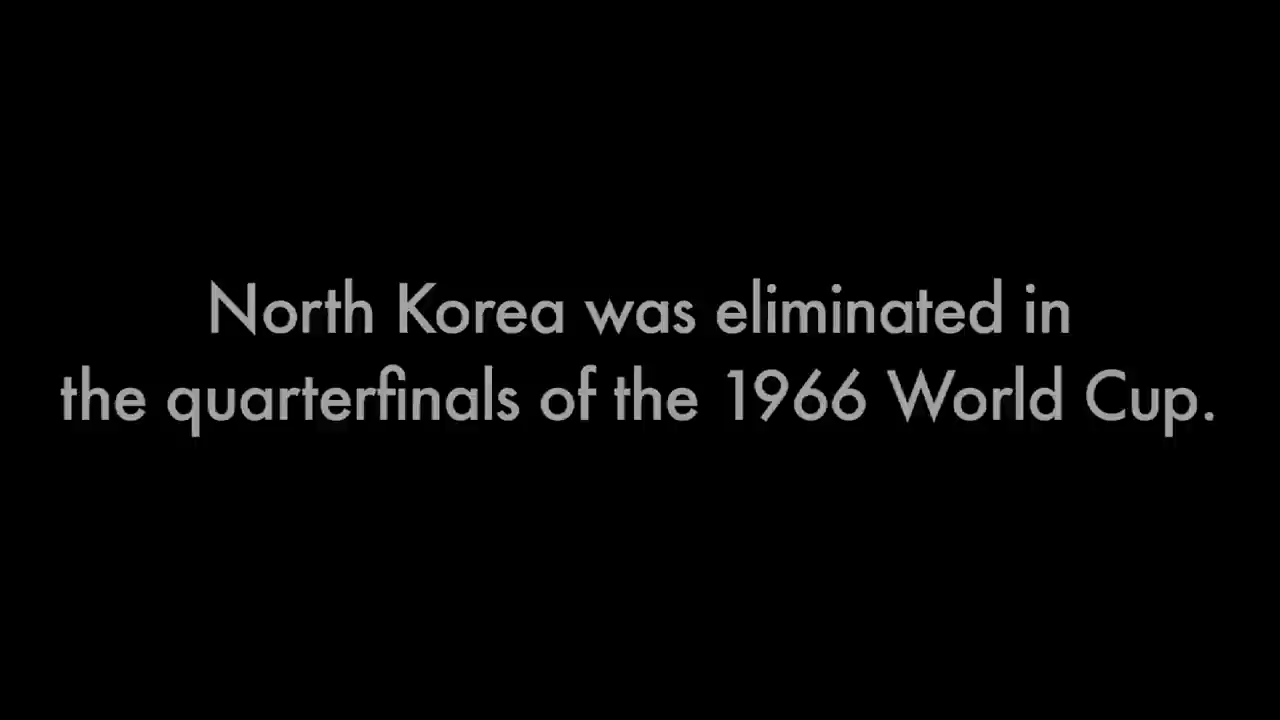 North Korea was eliminated in
the quarterfinals of the 1966 World Cup.